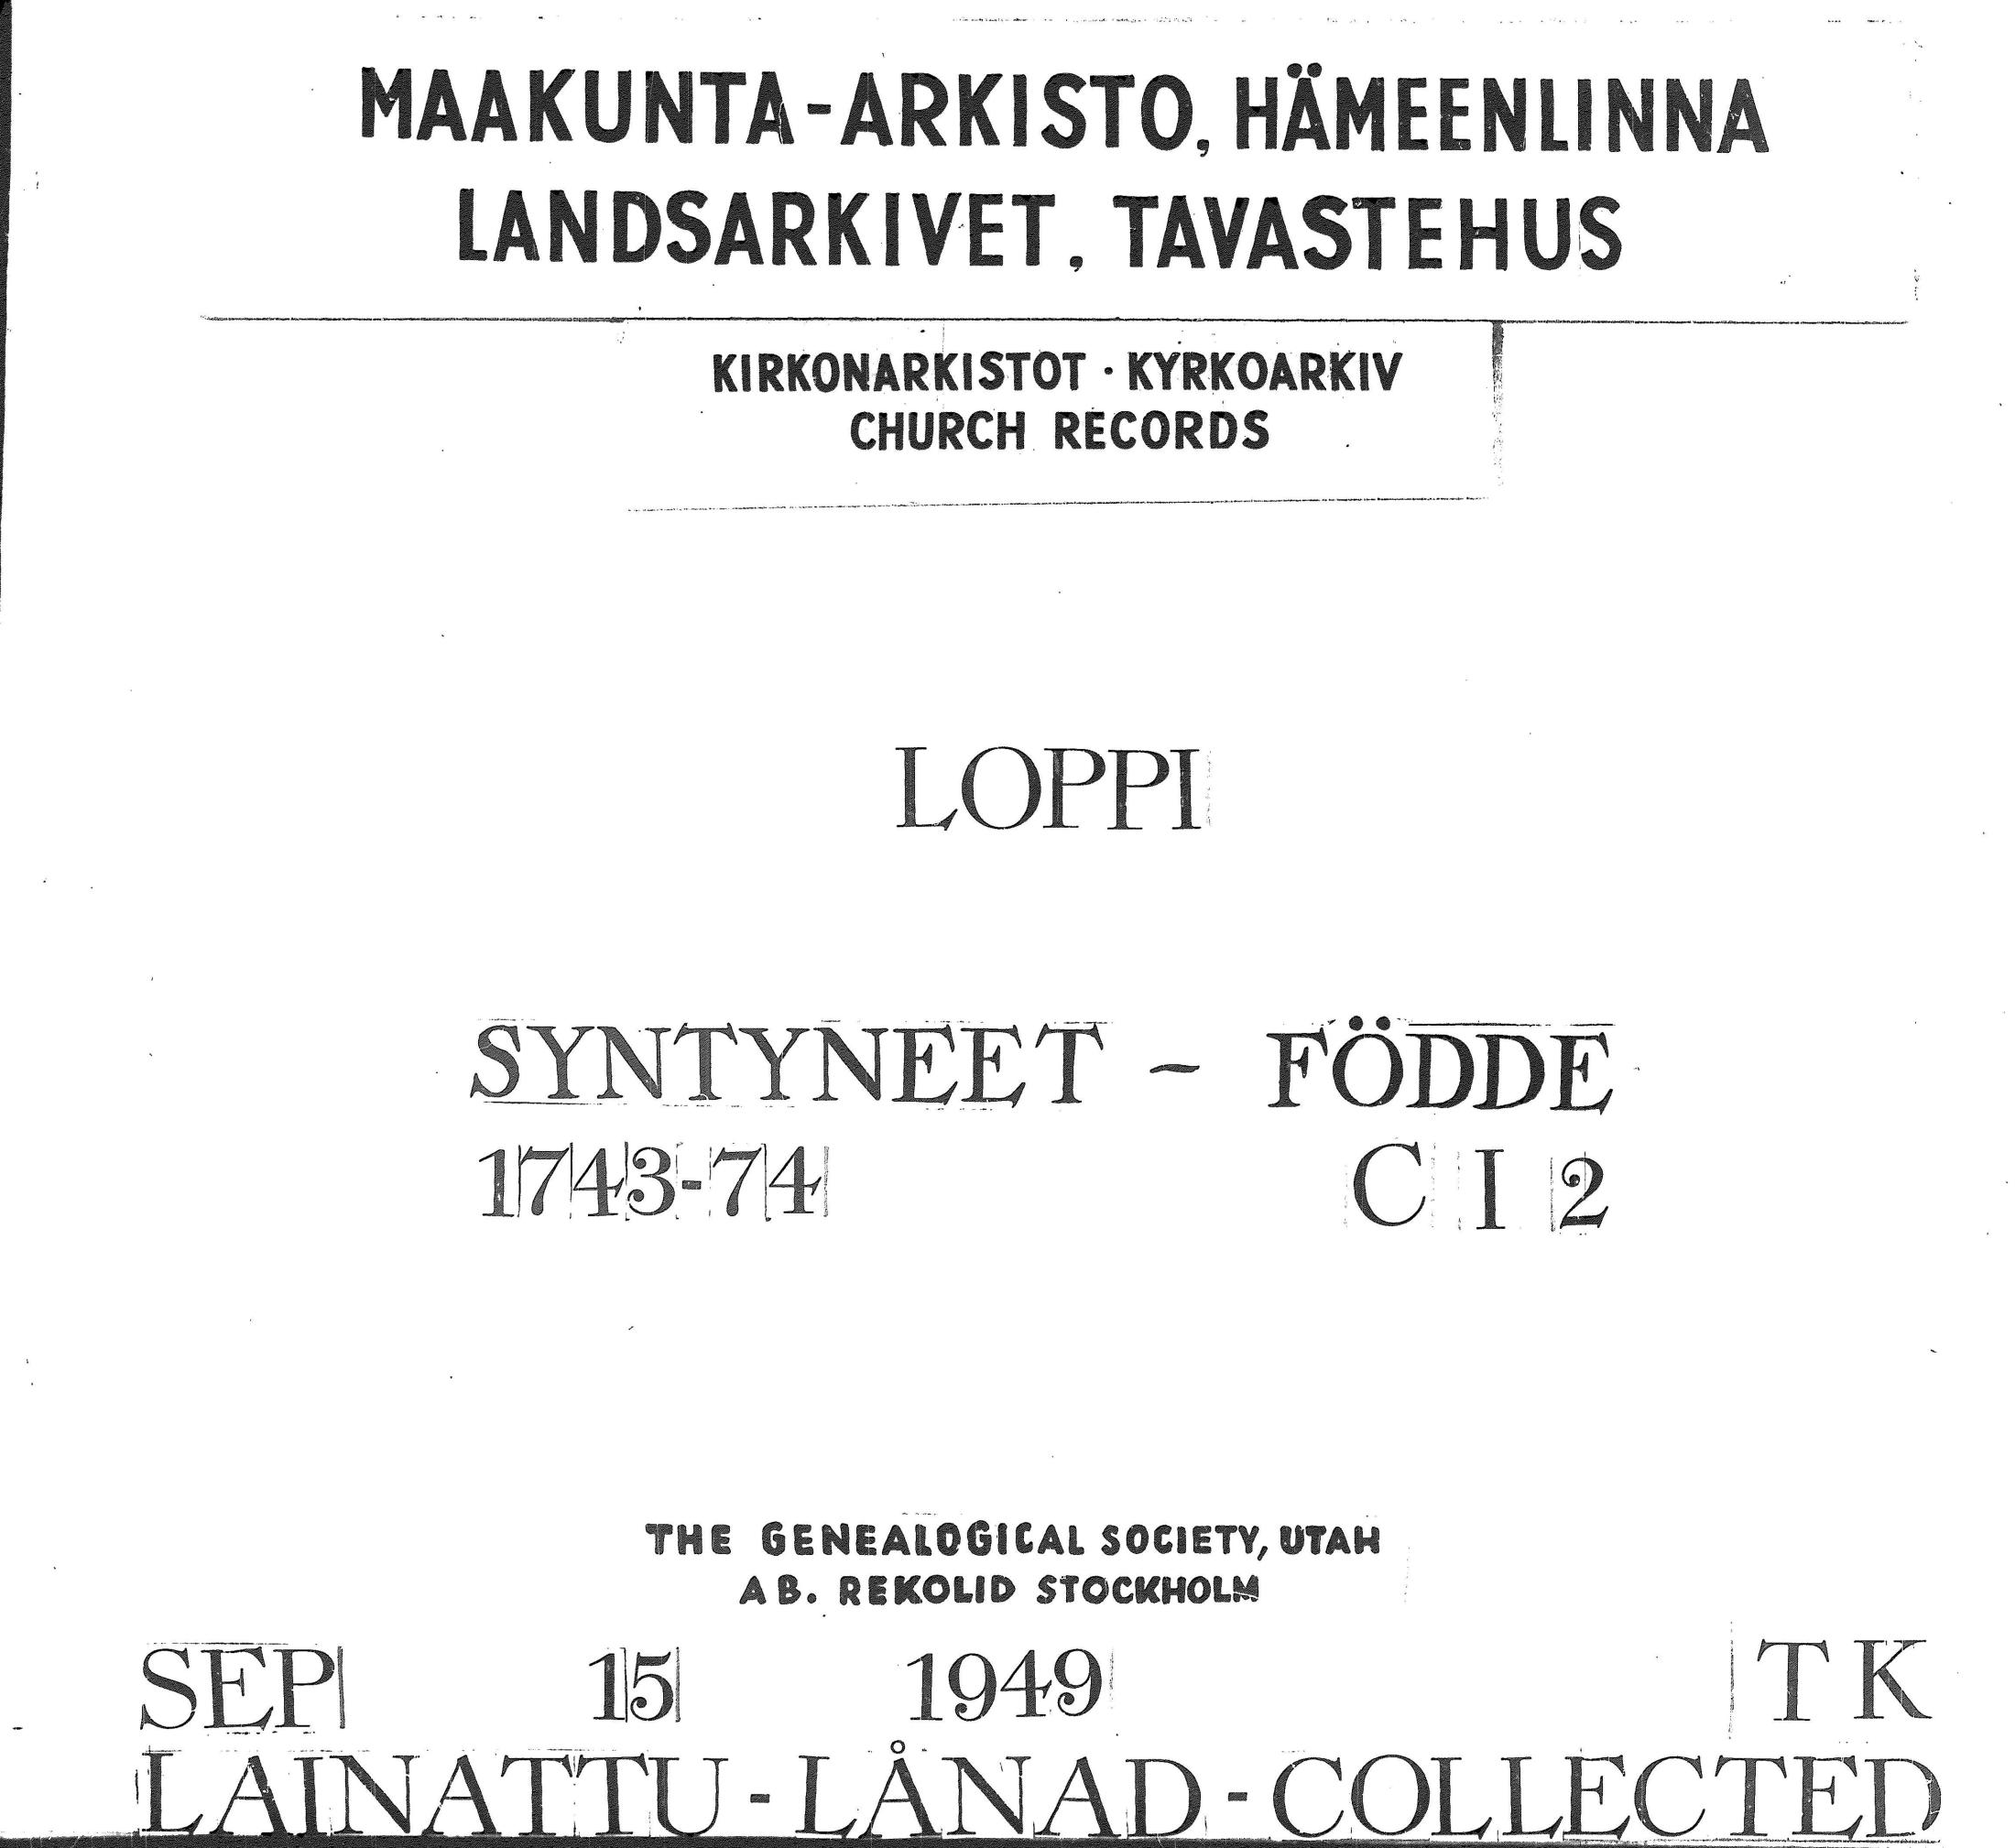 MAAKUNTA-ARKISTO, HÄMEENLINNA
LANDSARKIVET, TAVASTEHUS
KIRKONARKISTOT · KYRKOARKIV
CHURCH RECORDS
LOPPI
SYNTYNEET - FÖDDE
1743-74 C I 2
THE GENEALOGICAL SOCIETY, UTAH
AB. REKOLID STOCKHOLM
SEP 15 1949 T K
LAINATTU - LÅNAD - COLLECTED